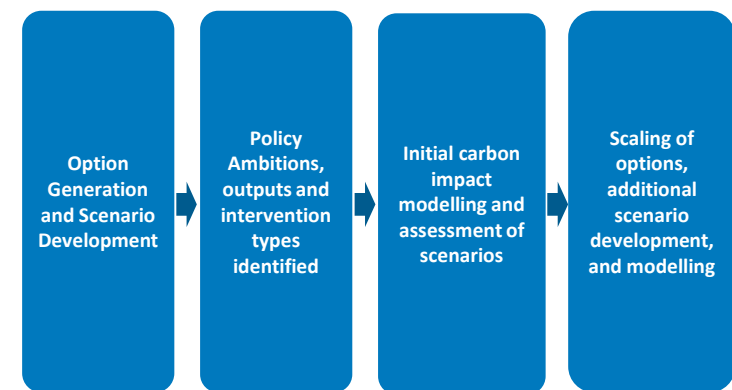 Option
Generation
and Scenario
Development
Policy
Ambitions,
outputs and
intervention
types
identified
Initial carbon
impact
modelling and
assessment of
scenarios
Scaling of
options,
additional
scenario
development,
and modelling